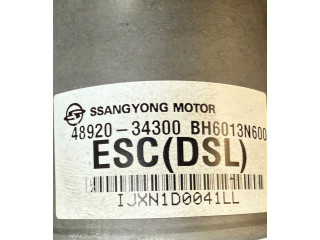 SSANGYONG MOTOR
48920-34300 BH6013N600
ESC(DSL)
IJXN1D0041LL